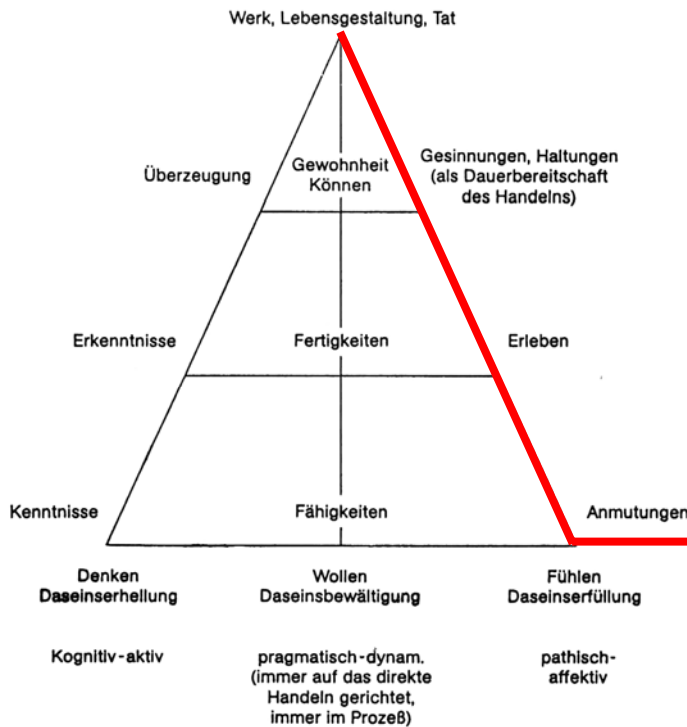 Werk, Lebensgestaltung, Tat
Überzeugung
Gewohnheit
Können
Gesinnungen, Haltungen
(als Dauerbereitschaft
des Handelns)
Erkenntnisse
Fertigkeiten
Erleben
Kenntnisse
Fähigkeiten
Anmutungen
Denken
Daseinserhellung
Wollen
Daseinsbewältigung
Fühlen
Daseinserfüllung
Kognitiv-aktiv
pragmatisch-dynam.
(immer auf das direkte
Handeln gerichtet,
immer im Prozeß)
pathisch-
affektiv